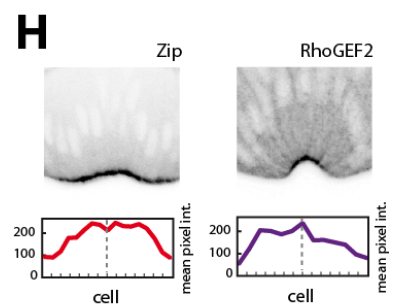 H
Zip
RhoGEF2
200
100
0
mean pixel int.
cell
200
100
0
mean pixel int.
cell